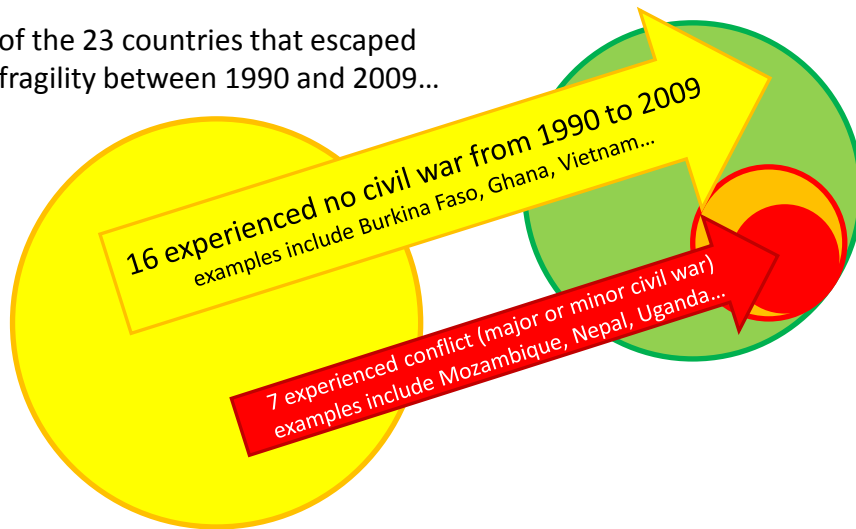 of the 23 countries that escaped
fragility between 1990 and 2009…
16 experienced no civil war from 1990 to 2009
examples include Burkina Faso, Ghana, Vietnam…
7 experienced conflict (major or minor civil war)
examples include Mozambique, Nepal, Uganda…